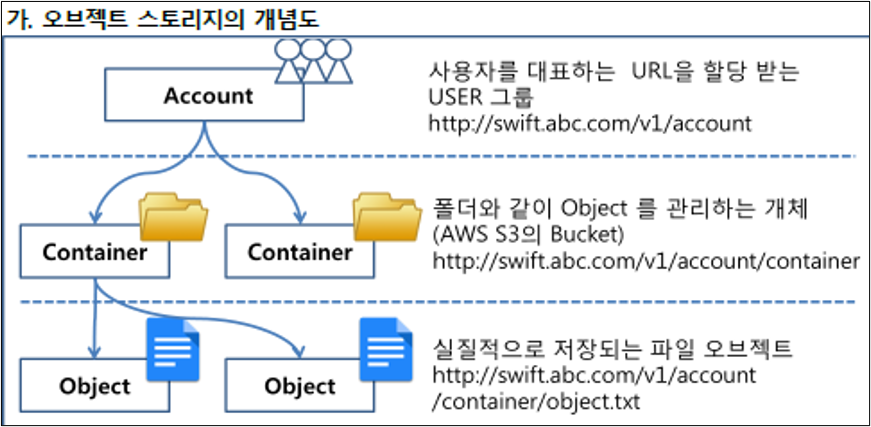 가. 오브젝트 스토리지의 개념도
Account
사용자를 대표하는 URL을 할당 받는
USER 그룹
http://swift.abc.com/v1/account
Container
Container
폴더와 같이 Object 를 관리하는 개체
(AWS S3의 Bucket)
http://swift.abc.com/v1/account/container
Object
Object
실질적으로 저장되는 파일 오브젝트
http://swift.abc.com/v1/account
/container/object.txt